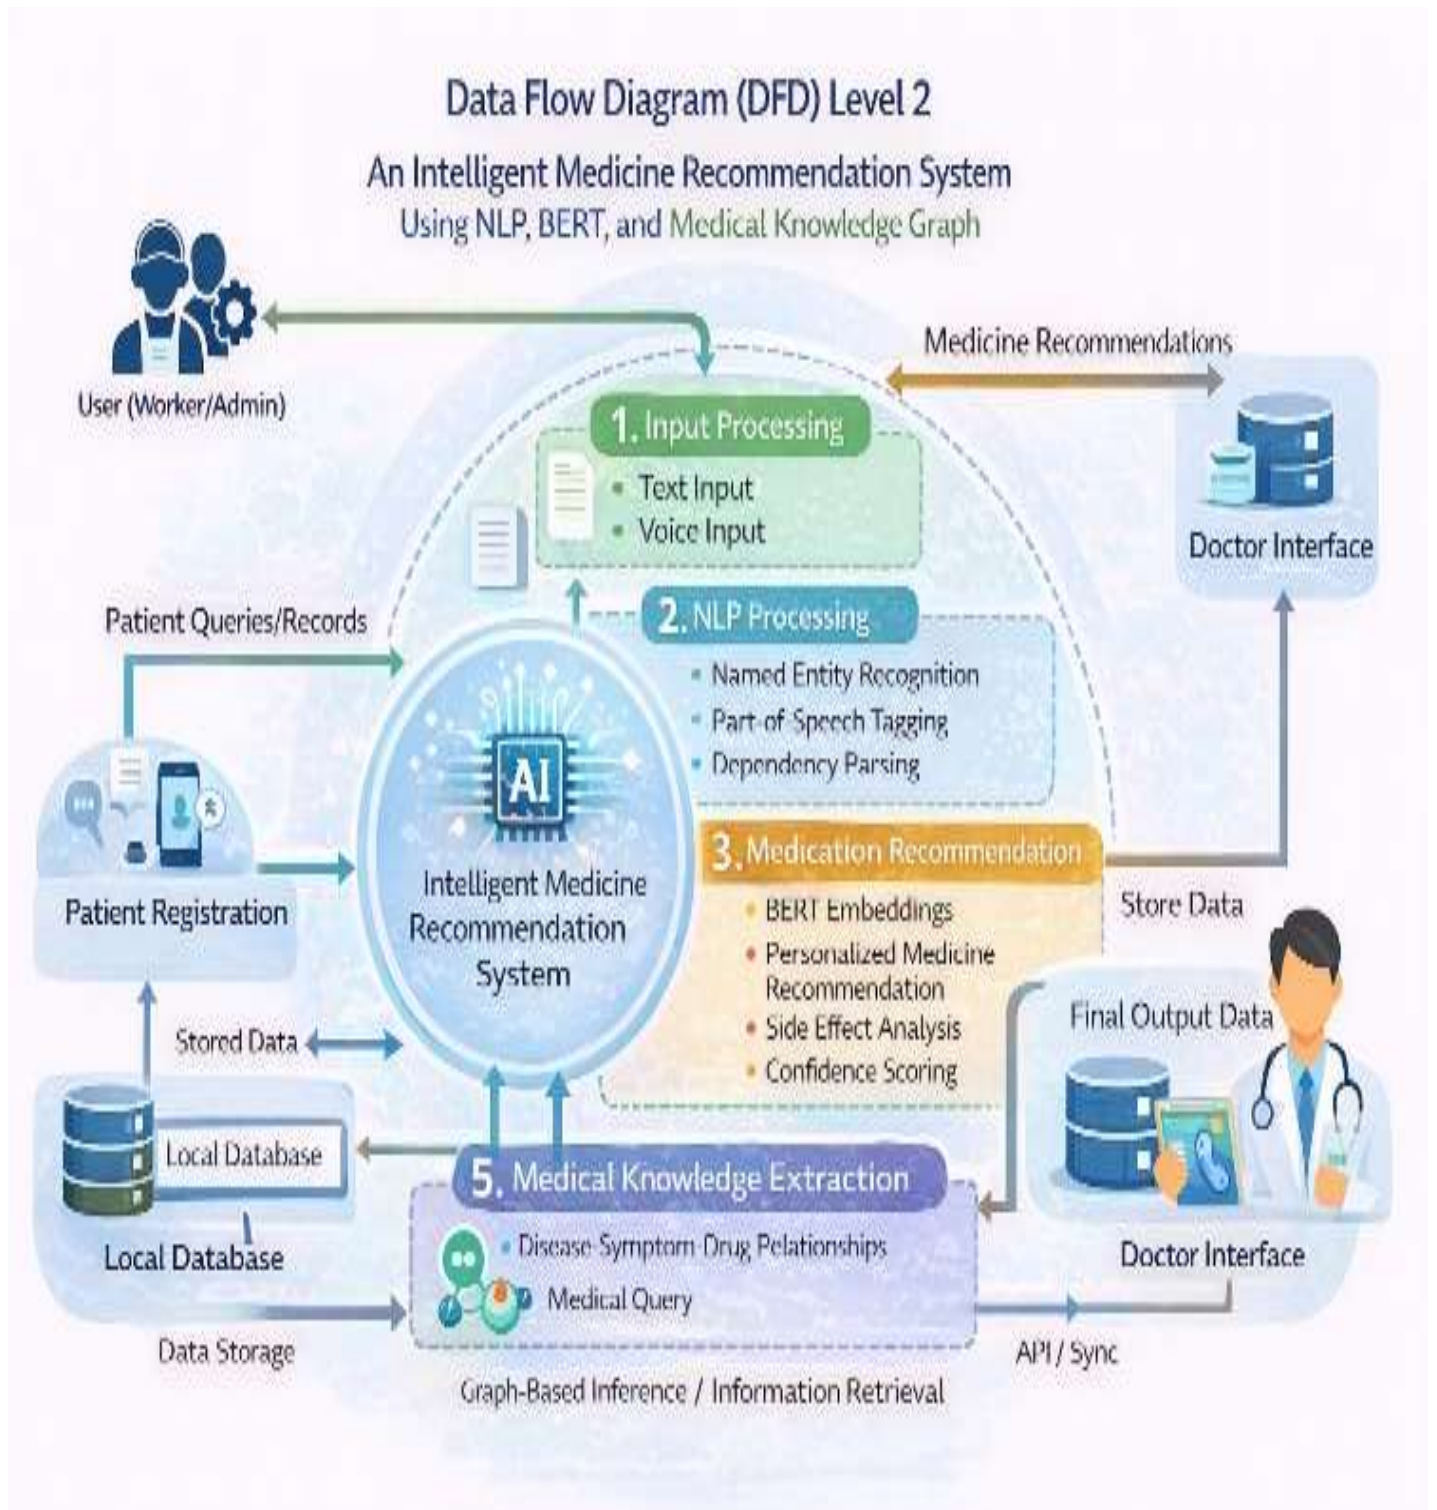 Data Flow Diagram (DFD) Level 2
An Intelligent Medicine Recommendation System
Using NLP, BERT, and Medical Knowledge Graph
User (Worker/Admin)
Medicine Recommendations
1. Input Processing
• Text Input
• Voice Input
Doctor Interface
Patient Queries/Records
2. NLP Processing
• Named Entity Recognition
• Part-of-Speech Tagging
• Dependency Parsing
AI
Intelligent Medicine
Recommendation
System
3. Medication Recommendation
• BERT Embeddings
• Personalized Medicine
Recommendation
• Side Effect Analysis
• Confidence Scoring
Patient Registration
Store Data
Stored Data
Final Output Data
Local Database
Local Database
5. Medical Knowledge Extraction
• Disease-Symptom-Drug Pelationships
Medical Query
Doctor Interface
Data Storage
API / Sync
Graph-Based Inference / Information Retrieval